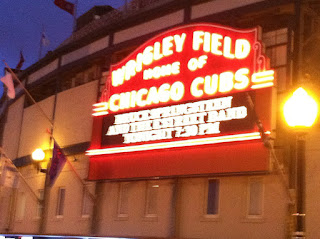 WRIGLEY FIELD
HOME OF
CHICAGO CUBS
BRUCE SPRINGSTEEN
AND THE E STREET BAND
TONIGHT 7:30 PM